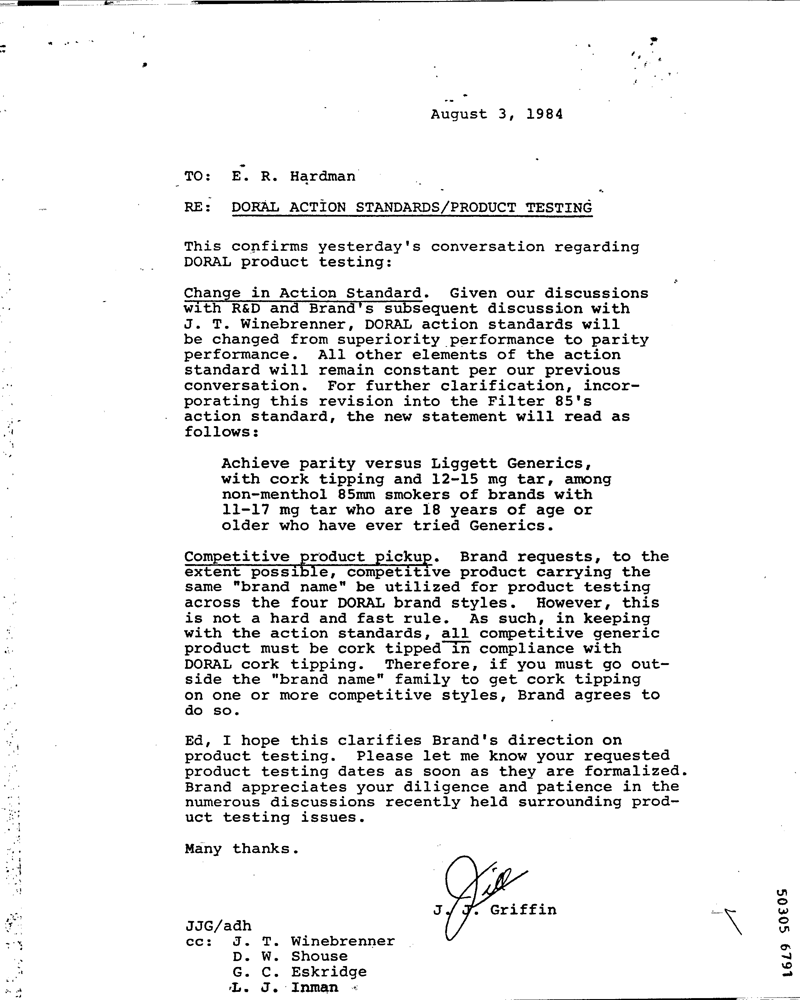 August 3, 1984
TO: E. R. Hardman
RE: DORAL ACTION STANDARDS/PRODUCT TESTING
This confirms yesterday's conversation regarding
DORAL product testing:
Change in Action Standard. Given our discussions
with R&D and Brand's subsequent discussion with
J. T. Winebrenner, DORAL action standards will
be changed from superiority performance to parity
performance. All other elements of the action
standard will remain constant per our previous
conversation. For further clarification, incor-
porating this revision into the Filter 85's
action standard, the new statement will read as
follows:
Achieve parity versus Liggett Generics,
with cork tipping and 12-15 mg tar, among
non-menthol 85mm smokers of brands with
11-17 mg tar who are 18 years of age or
older who have ever tried Generics.
Competitive product pickup. Brand requests, to the
extent possible, competitive product carrying the
same "brand name" be utilized for product testing
across the four DORAL brand styles. However, this
is not a hard and fast rule. As such, in keeping
with the action standards, all competitive generic
product must be cork tipped in compliance with
DORAL cork tipping. Therefore, if you must go out-
side the "brand name" family to get cork tipping
on one or more competitive styles, Brand agrees to
do so.
Ed, I hope this clarifies Brand's direction on
product testing. Please let me know your requested
product testing dates as soon as they are formalized.
Brand appreciates your diligence and patience in the
numerous discussions recently held surrounding prod-
uct testing issues.
Many thanks.
Jill
J. J. Griffin
JJG/adh
cc: J. T. Winebrenner
D. W. Shouse
G. C. Eskridge
L. J. Inman
50305 6791